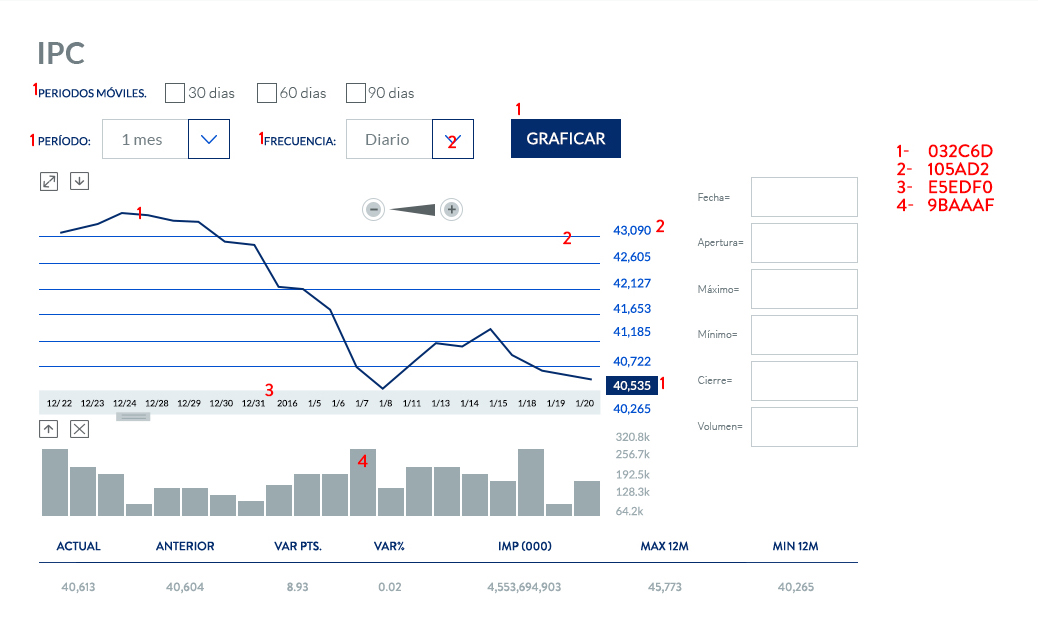 IPC
1 PERIODOS MÓVILES. 30 dias 60 dias 90 dias
1
1 PERÍODO: 1 mes 1 FRECUENCIA: Diario 2 GRAFICAR
1- 032C6D
2- 105AD2
3- E5EDF0
4- 9BAAAF
Fecha=
1
2
43,090 2
Apertura=
42,605
42,127
Máximo=
41,653
41,185
Mínimo=
40,722
40,535 1
Cierre=
3
12/ 22 12/23 12/24 12/28 12/29 12/30 12/31 2016 1/5 1/6 1/7 1/8 1/11 1/13 1/14 1/15 1/18 1/19 1/20
40,265
Volumen=
320.8k
256.7k
4
192.5k
128.3k
64.2k
ACTUAL ANTERIOR VAR PTS. VAR% IMP (000) MAX 12M MIN 12M
40,613 40,604 8.93 0.02 4,553,694,903 45,773 40,265